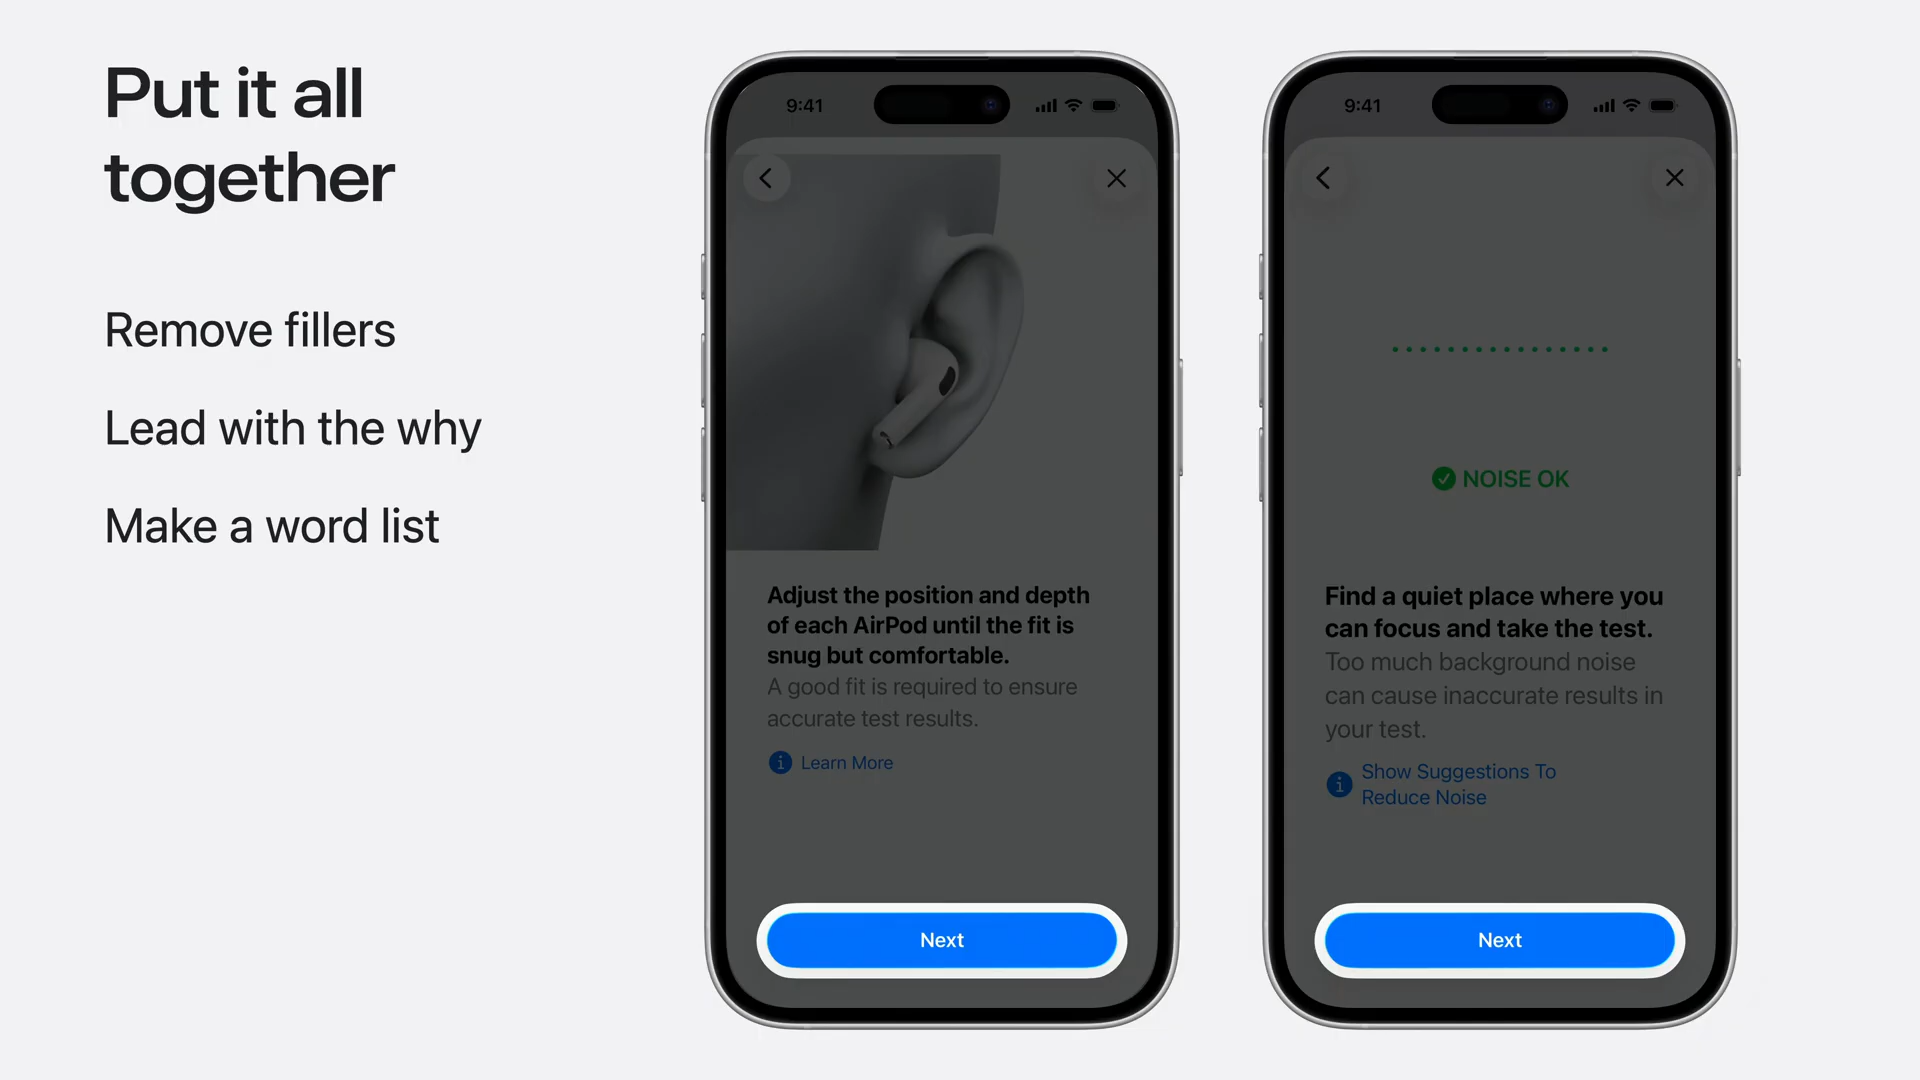 Put it all
together
Remove fillers
Lead with the why
Make a word list
9:41
Adjust the position and depth
of each AirPod until the fit is
snug but comfortable.
A good fit is required to ensure
accurate test results.
Learn More
Next
9:41
NOISE OK
Find a quiet place where you
can focus and take the test.
Too much background noise
can cause inaccurate results in
your test.
Show Suggestions To
Reduce Noise
Next